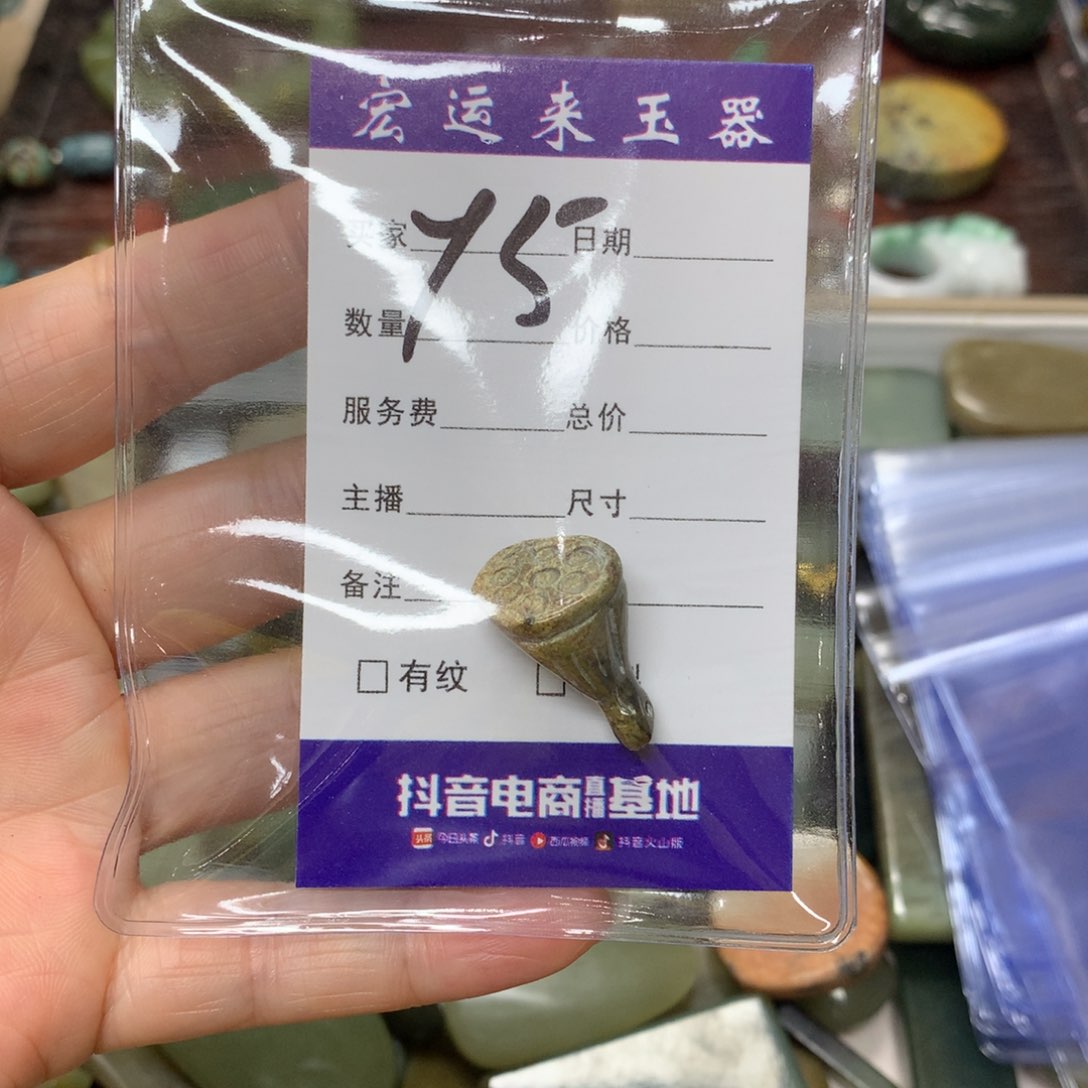 宏运来玉器
75
买家 日期
数量 价格
服务费 总价
主播 尺寸
备注
□有纹 □
抖音电商直播基地
头条 今日头条 抖音 西瓜视频 抖音火山版